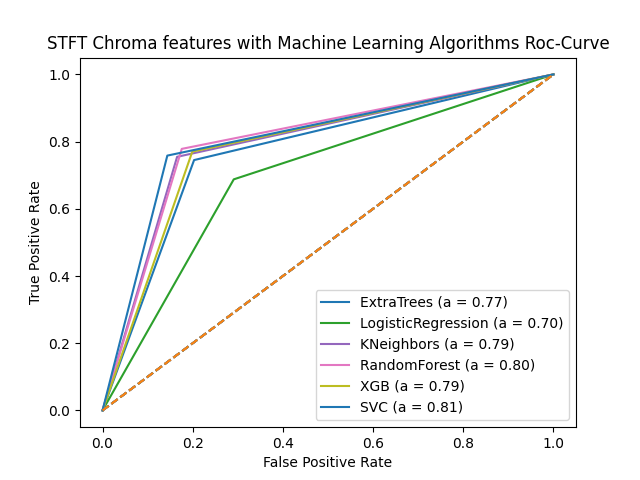 STFT Chroma features with Machine Learning Algorithms Roc-Curve
1.0
0.8
0.6
0.4
0.2
0.0
True Positive Rate
ExtraTrees (a = 0.77)
LogisticRegression (a = 0.70)
KNeighbors (a = 0.79)
RandomForest (a = 0.80)
XGB (a = 0.79)
SVC (a = 0.81)
0.0 0.2 0.4 0.6 0.8 1.0
False Positive Rate